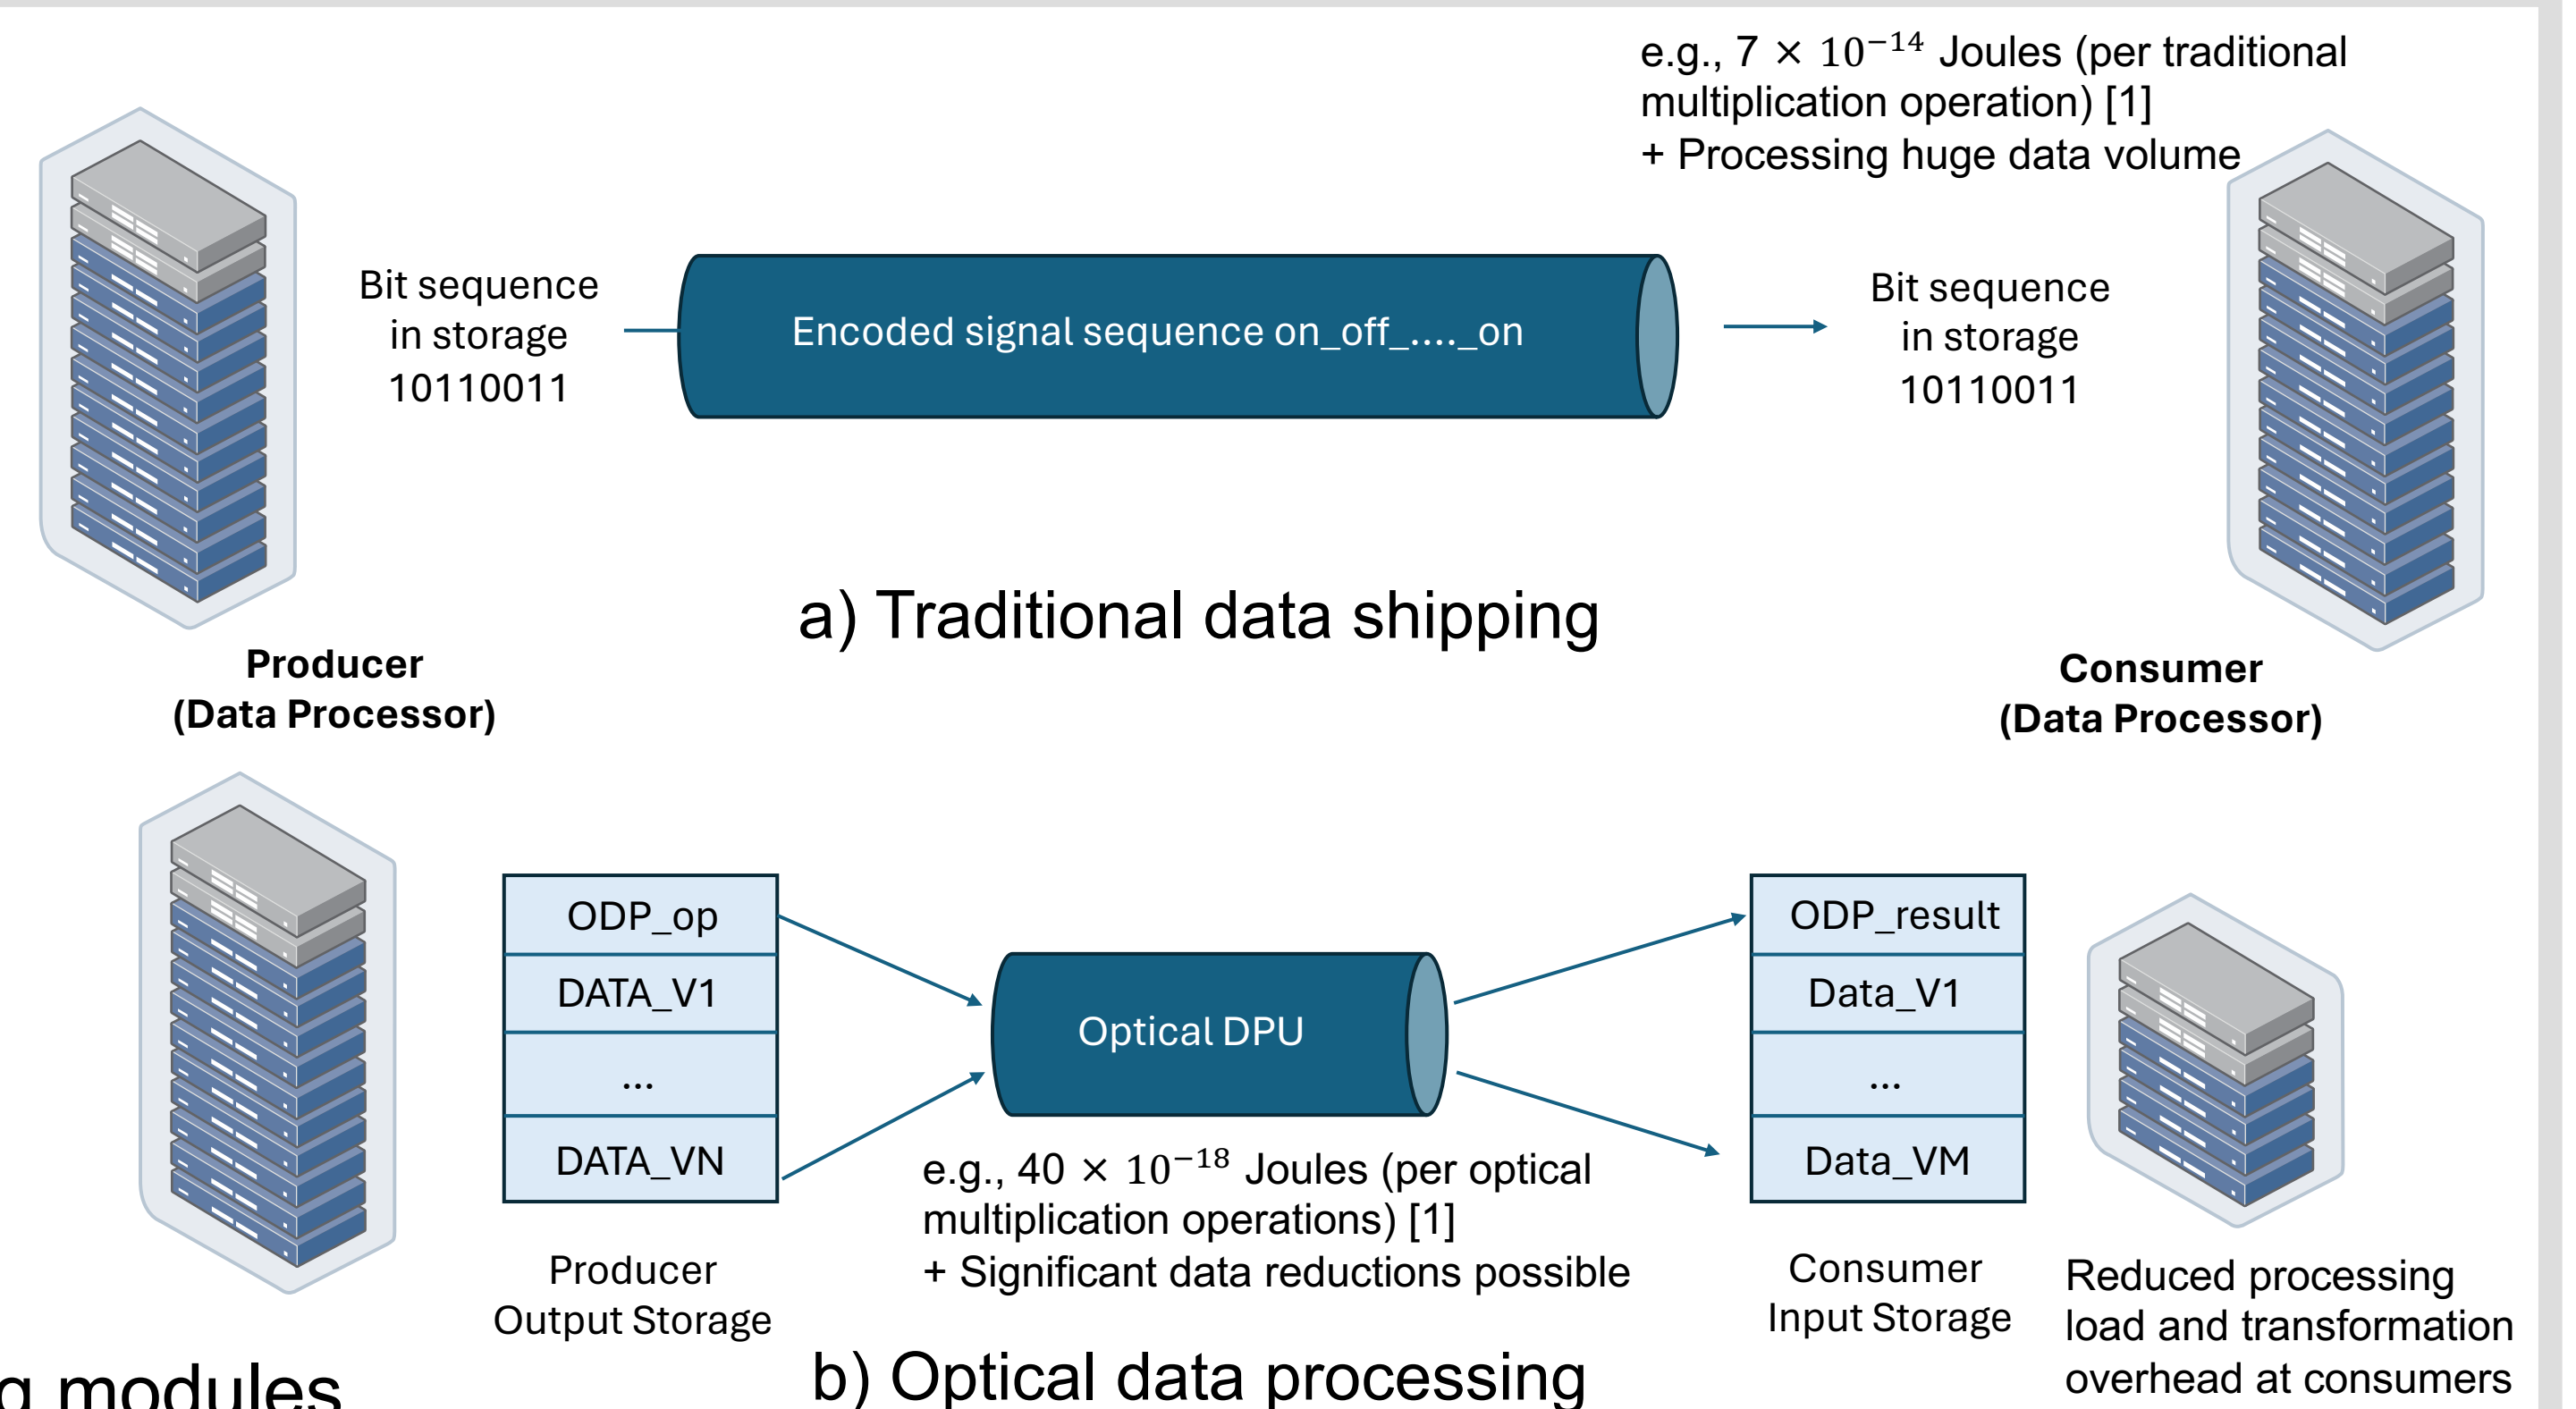 e.g., 7 × 10⁻¹⁴ Joules (per traditional
multiplication operation) [1]
+ Processing huge data volume
Bit sequence
in storage
10110011
Encoded signal sequence on_off_...._on
Bit sequence
in storage
10110011
a) Traditional data shipping
Producer
(Data Processor)
Consumer
(Data Processor)
ODP_op
DATA_V1
...
DATA_VN
Producer
Output Storage
Optical DPU
e.g., 40 × 10⁻¹⁸ Joules (per optical
multiplication operations) [1]
+ Significant data reductions possible
ODP_result
Data_V1
...
Data_VM
Consumer
Input Storage
Reduced processing
load and transformation
overhead at consumers
b) Optical data processing
modules